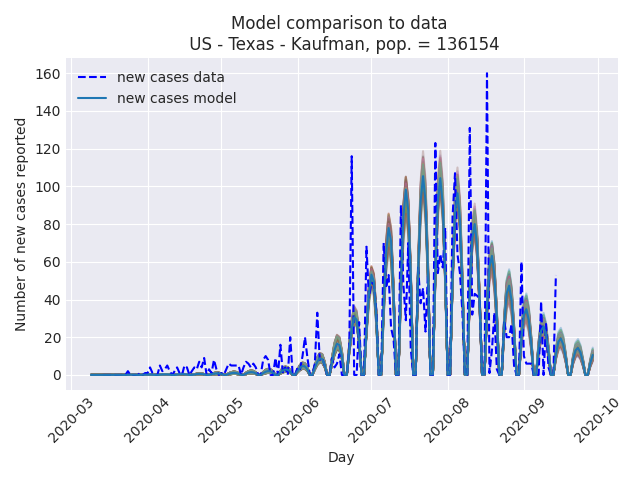 Model comparison to data
US - Texas - Kaufman, pop. = 136154
new cases data
new cases model
Number of new cases reported
160
140
120
100
80
60
40
20
0
2020-03
2020-04
2020-05
2020-06
2020-07
2020-08
2020-09
2020-10
Day